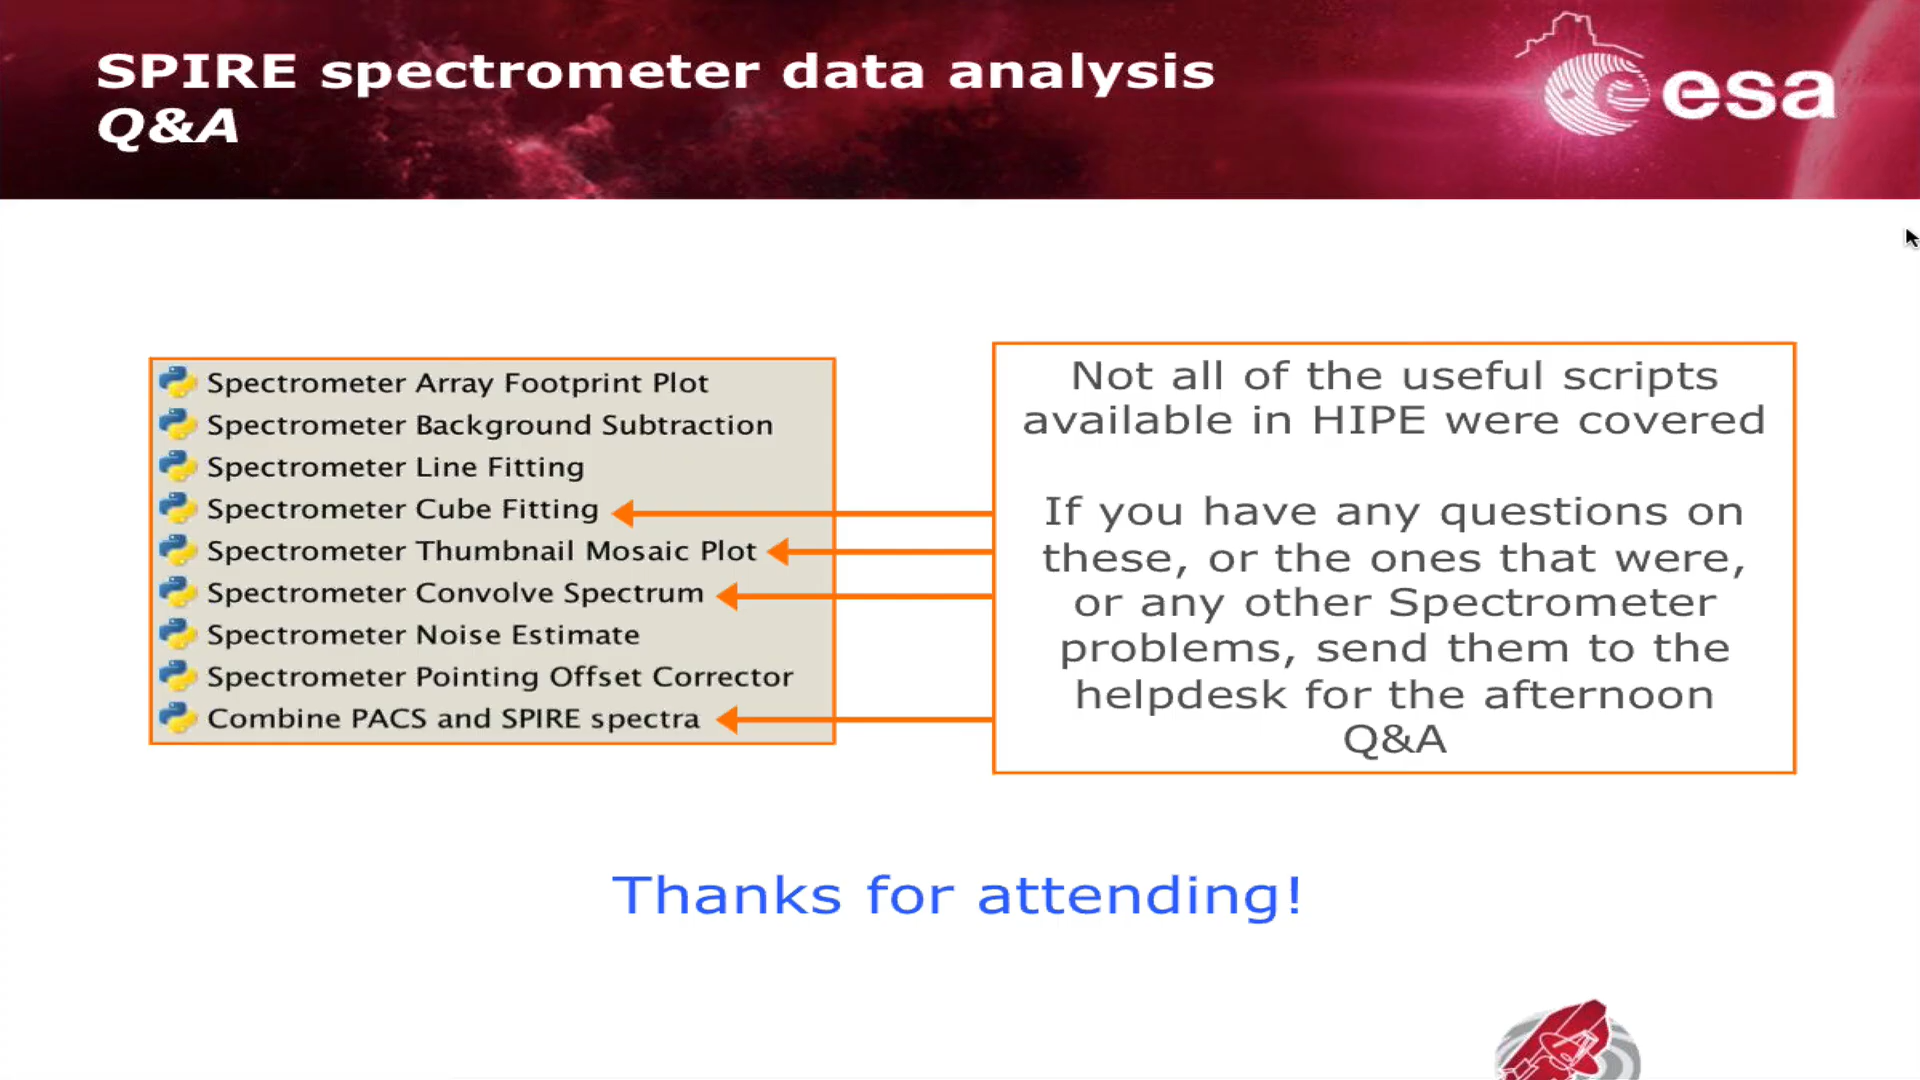 SPIRE spectrometer data analysis
Q&A
esa
Spectrometer Array Footprint Plot
Spectrometer Background Subtraction
Spectrometer Line Fitting
Spectrometer Cube Fitting
Spectrometer Thumbnail Mosaic Plot
Spectrometer Convolve Spectrum
Spectrometer Noise Estimate
Spectrometer Pointing Offset Corrector
Combine PACS and SPIRE spectra
Not all of the useful scripts
available in HIPE were covered
If you have any questions on
these, or the ones that were,
or any other Spectrometer
problems, send them to the
helpdesk for the afternoon
Q&A
Thanks for attending!